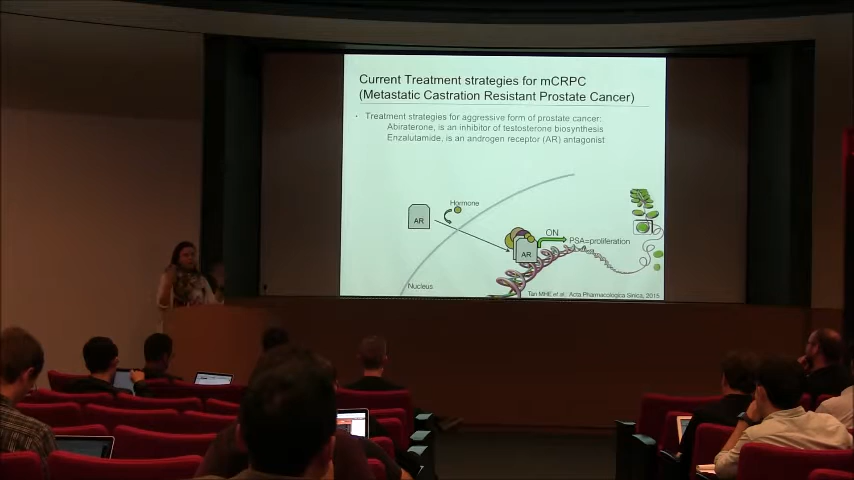 Current Treatment strategies for mCRPC
(Metastatic Castration Resistant Prostate Cancer)
· Treatment strategies for aggressive form of prostate cancer:
Abiraterone, is an inhibitor of testosterone biosynthesis
Enzalutamide, is an androgen receptor (AR) antagonist
Hormone
AR
ON
PSA=proliferation
AR
Nucleus
Tan MHE et al., Acta Pharmacologica Sinica, 2015